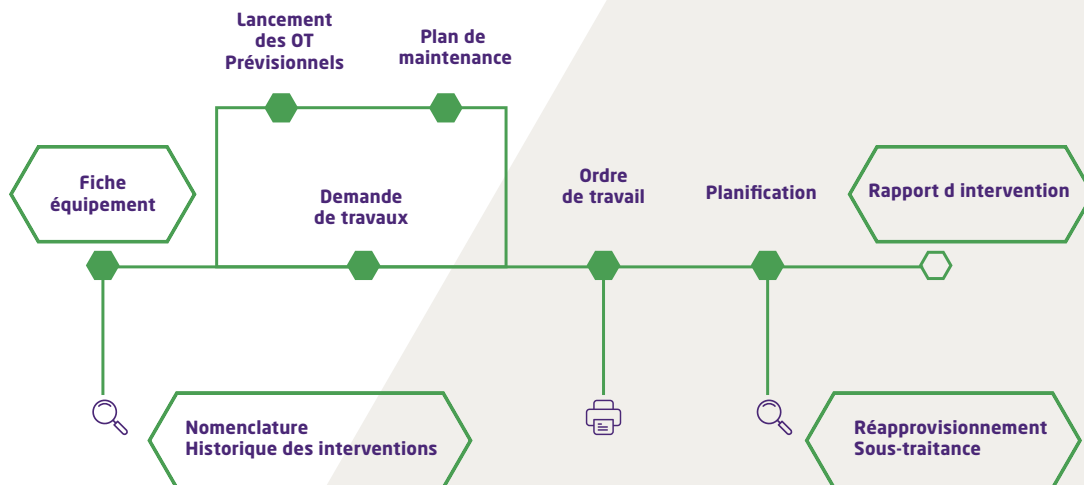 Lancement
des OT
Prévisionnels
Plan de
maintenance
Fiche
équipement
Demande
de travaux
Ordre
de travail
Planification
Rapport d intervention
Nomenclature
Historique des interventions
Réapprovisionnement
Sous-traitance